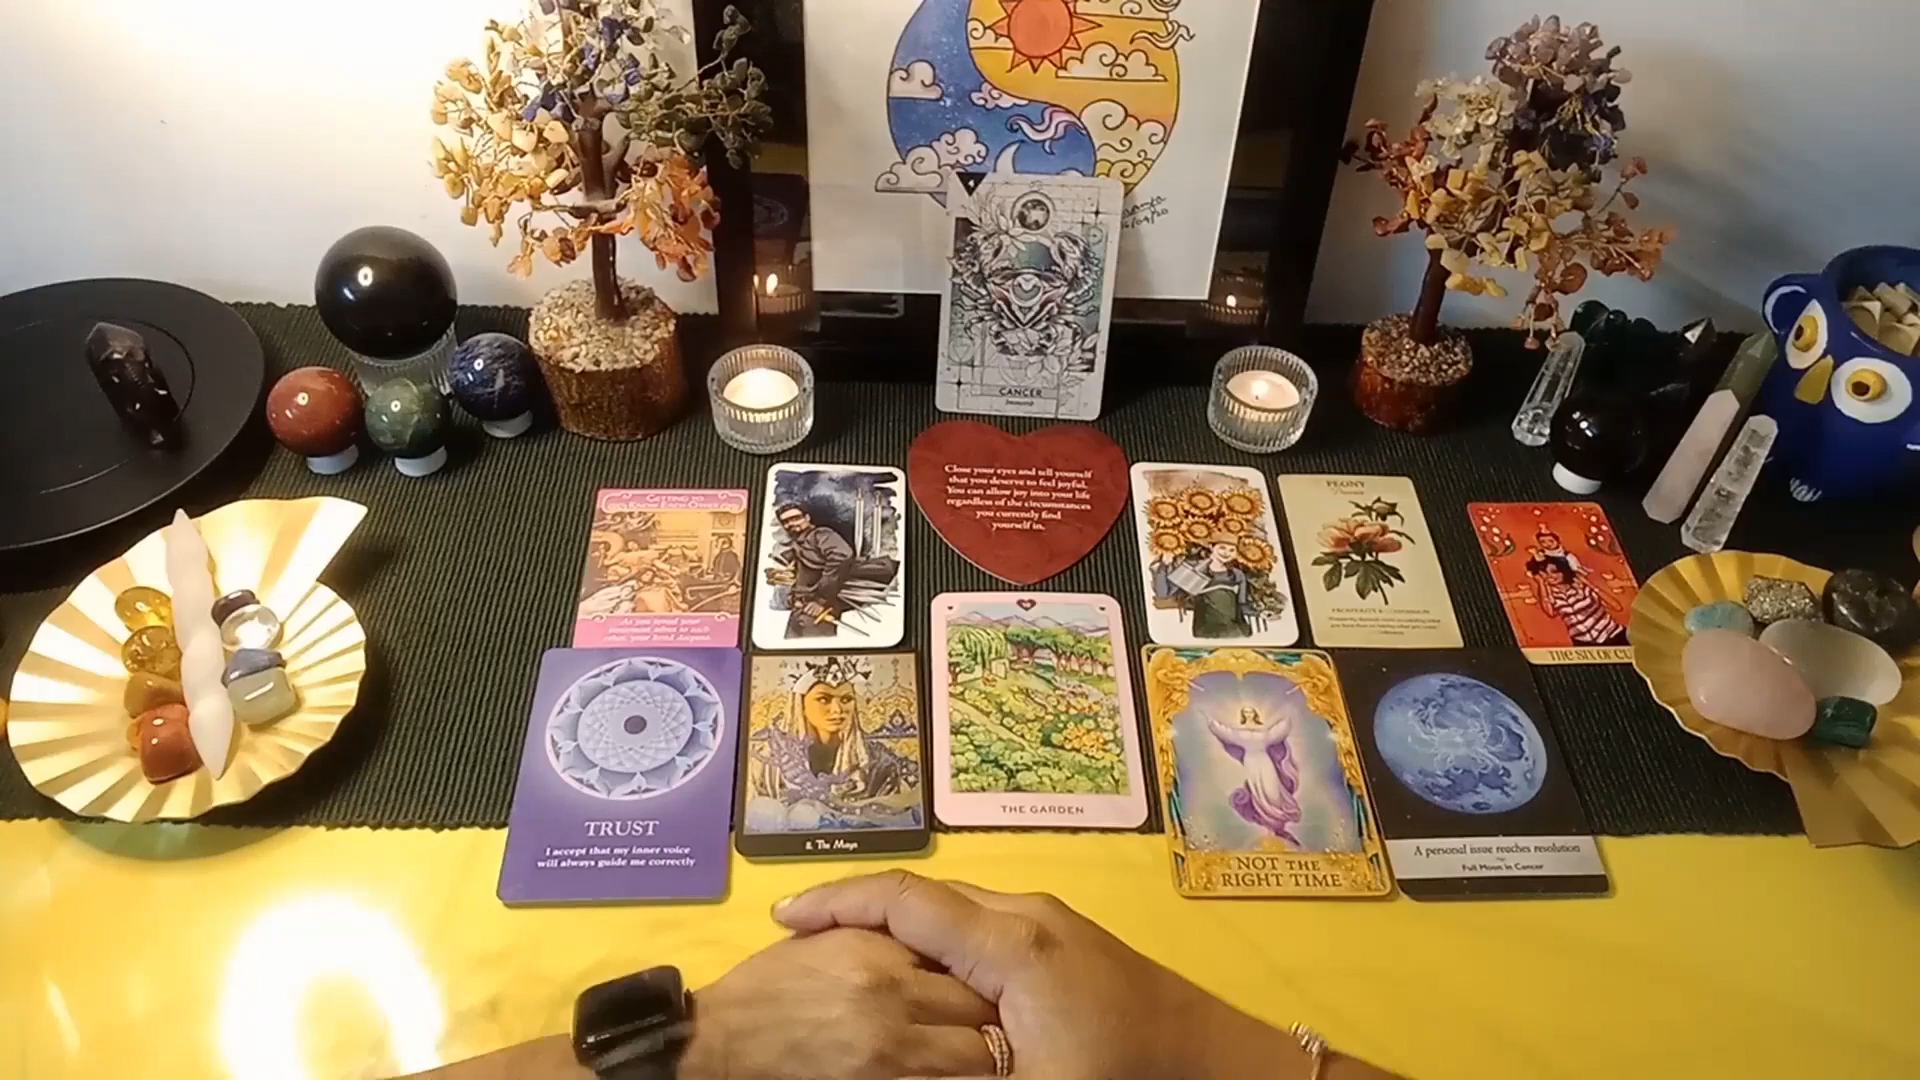 16/04/20
CANCER
Close your eyes and tell yourself
that you deserve to feel joyful.
You can allow joy into your life
regardless of the circumstances
you currently find
yourself in.
GETTING TO
KNOW EACH OTHER
As you reveal your
innermost selves to each
other, your bond deepens.
PEONY
PROSPERITY & COMPASSION
THE SIX OF CU
TRUST
I accept that my inner voice
will always guide me correctly
THE GARDEN
NOT THE
RIGHT TIME
A personal issue reaches resolution
Full Moon in Cancer